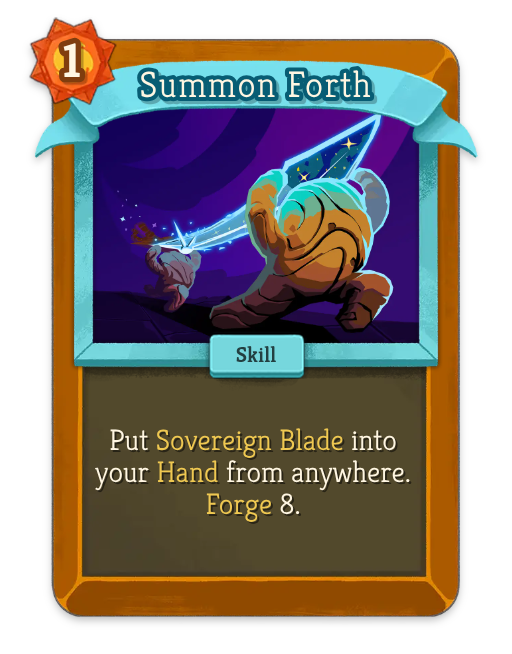 1
Summon Forth
Skill
Put Sovereign Blade into
your Hand from anywhere.
Forge 8.